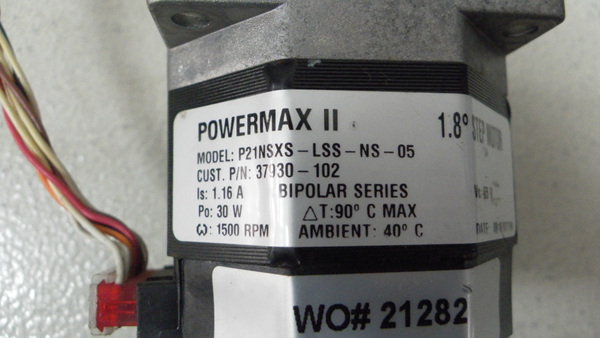 POWERMAX II
1.8° STEP MOTOR
MODEL: P21NSXS-LSS-NS-05
CUST. P/N: 37930-102
Is: 1.16 A BIPOLAR SERIES
Po: 30 W △T:90° C MAX
ω: 1500 RPM AMBIENT: 40° C
WO# 21282